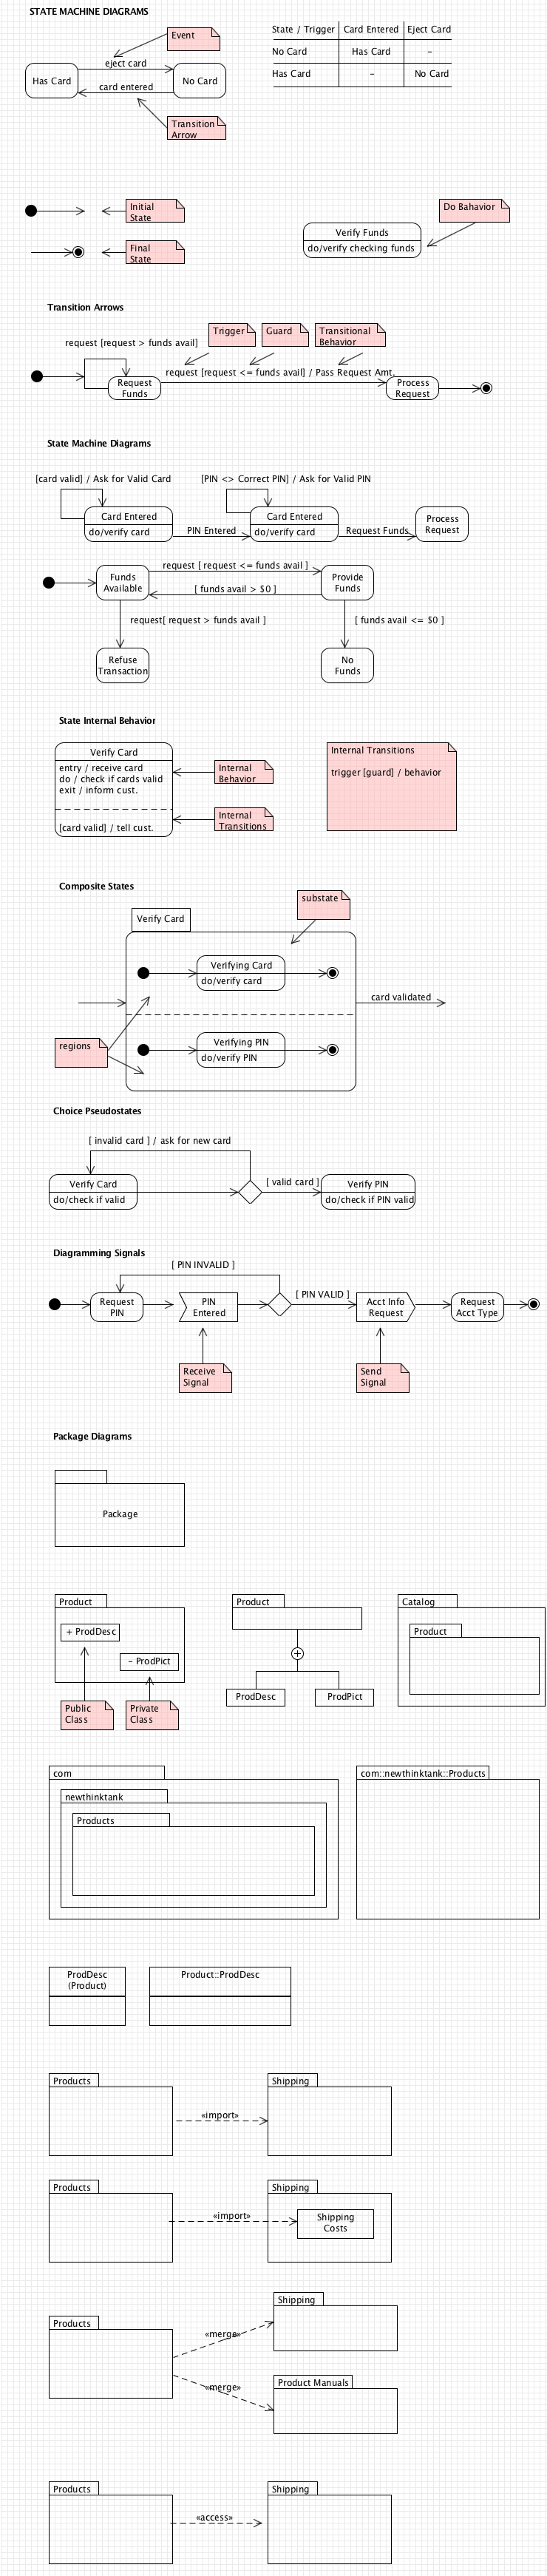 STATE MACHINE DIAGRAMS
Event
eject card
Has Card
No Card
card entered
Transition
Arrow
State / Trigger Card Entered Eject Card
No Card Has Card -
Has Card - No Card
Initial
State
Final
State
Do Bahavior
Verify Funds
do/verify checking funds
Transition Arrows
request [request > funds avail]
Trigger
Guard
Transitional
Behavior
request [request <= funds avail] / Pass Request Amt.
Request
Funds
Process
Request
State Machine Diagrams
[card valid] / Ask for Valid Card
[PIN <> Correct PIN] / Ask for Valid PIN
Card Entered
do/verify card
PIN Entered
Card Entered
do/verify card
Request Funds
Process
Request
Funds
Available
request [ request <= funds avail ]
[ funds avail > $0 ]
Provide
Funds
request[ request > funds avail ]
[ funds avail <= $0 ]
Refuse
Transaction
No
Funds
State Internal Behavior
Verify Card
entry / receive card
do / check if cards valid
exit / inform cust.
[card valid] / tell cust.
Internal
Behavior
Internal
Transitions
Internal Transitions
trigger [guard] / behavior
Composite States
substate
Verify Card
Verifying Card
do/verify card
card validated
regions
Verifying PIN
do/verify PIN
Choice Pseudostates
[ invalid card ] / ask for new card
Verify Card
do/check if valid
[ valid card ]
Verify PIN
do/check if PIN valid
Diagramming Signals
[ PIN INVALID ]
Request
PIN
PIN
Entered
[ PIN VALID ]
Acct Info
Request
Request
Acct Type
Receive
Signal
Send
Signal
Package Diagrams
Package
Product
+ ProdDesc
- ProdPict
Public
Class
Private
Class
Product
ProdDesc
ProdPict
Catalog
Product
com
newthinktank
Products
com::newthinktank::Products
ProdDesc
(Product)
Product::ProdDesc
Products
«import»
Shipping
Products
«import»
Shipping
Shipping
Costs
Products
«merge»
Shipping
«merge»
Product Manuals
Products
«access»
Shipping